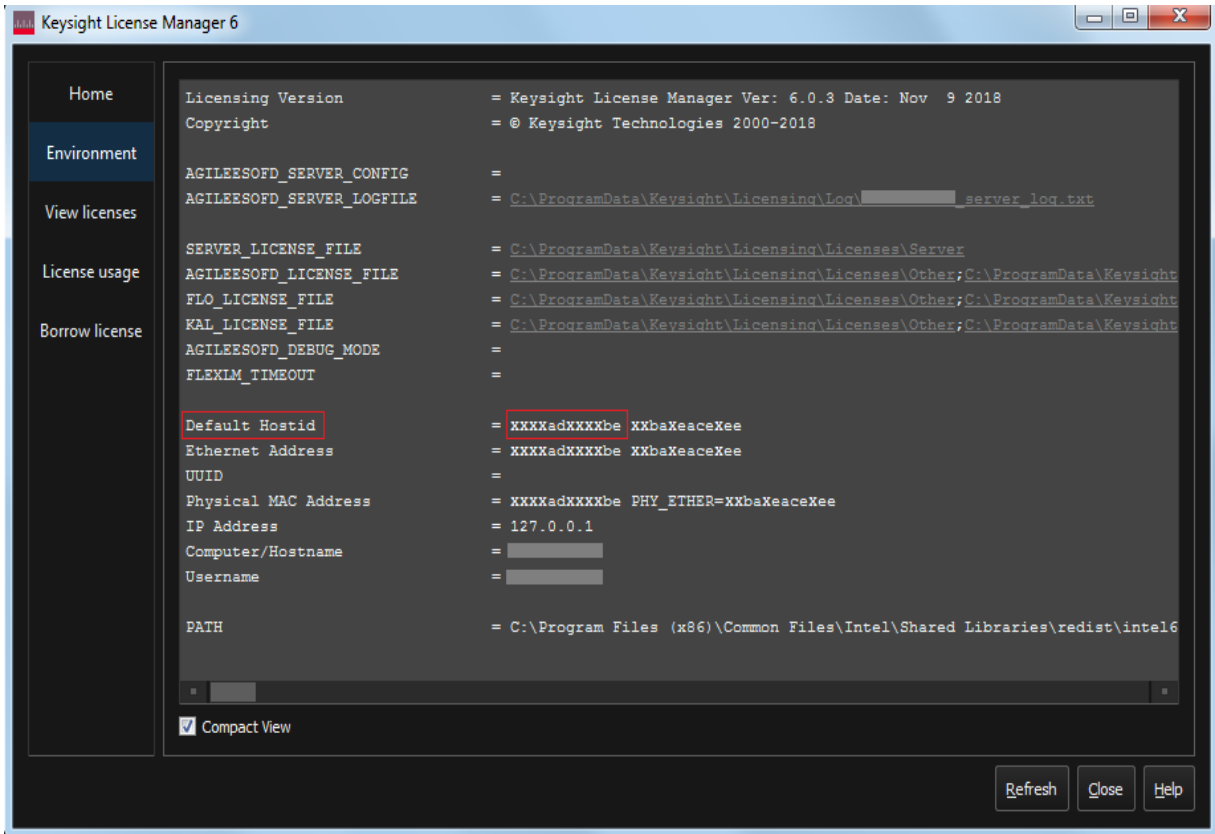 Keysight License Manager 6
Home
Environment
View licenses
License usage
Borrow license
Licensing Version = Keysight License Manager Ver: 6.0.3 Date: Nov 9 2018
Copyright = © Keysight Technologies 2000-2018
AGILEESOFD_SERVER_CONFIG =
AGILEESOFD_SERVER_LOGFILE = C:\ProgramData\Keysight\Licensing\Log\ _server_log.txt
SERVER_LICENSE_FILE = C:\ProgramData\Keysight\Licensing\Licenses\Server
AGILEESOFD_LICENSE_FILE = C:\ProgramData\Keysight\Licensing\Licenses\Other;C:\ProgramData\Keysight
FLO_LICENSE_FILE = C:\ProgramData\Keysight\Licensing\Licenses\Other;C:\ProgramData\Keysight
KAL_LICENSE_FILE = C:\ProgramData\Keysight\Licensing\Licenses\Other;C:\ProgramData\Keysight
AGILEESOFD_DEBUG_MODE =
FLEXLM_TIMEOUT =
Default Hostid = XXXXadXXXXbe XXbaXeaceXee
Ethernet Address = XXXXadXXXXbe XXbaXeaceXee
UUID =
Physical MAC Address = XXXXadXXXXbe PHY_ETHER=XXbaXeaceXee
IP Address = 127.0.0.1
Computer/Hostname =
Username =
PATH = C:\Program Files (x86)\Common Files\Intel\Shared Libraries\redist\intel6
Compact View
Refresh
Close
Help